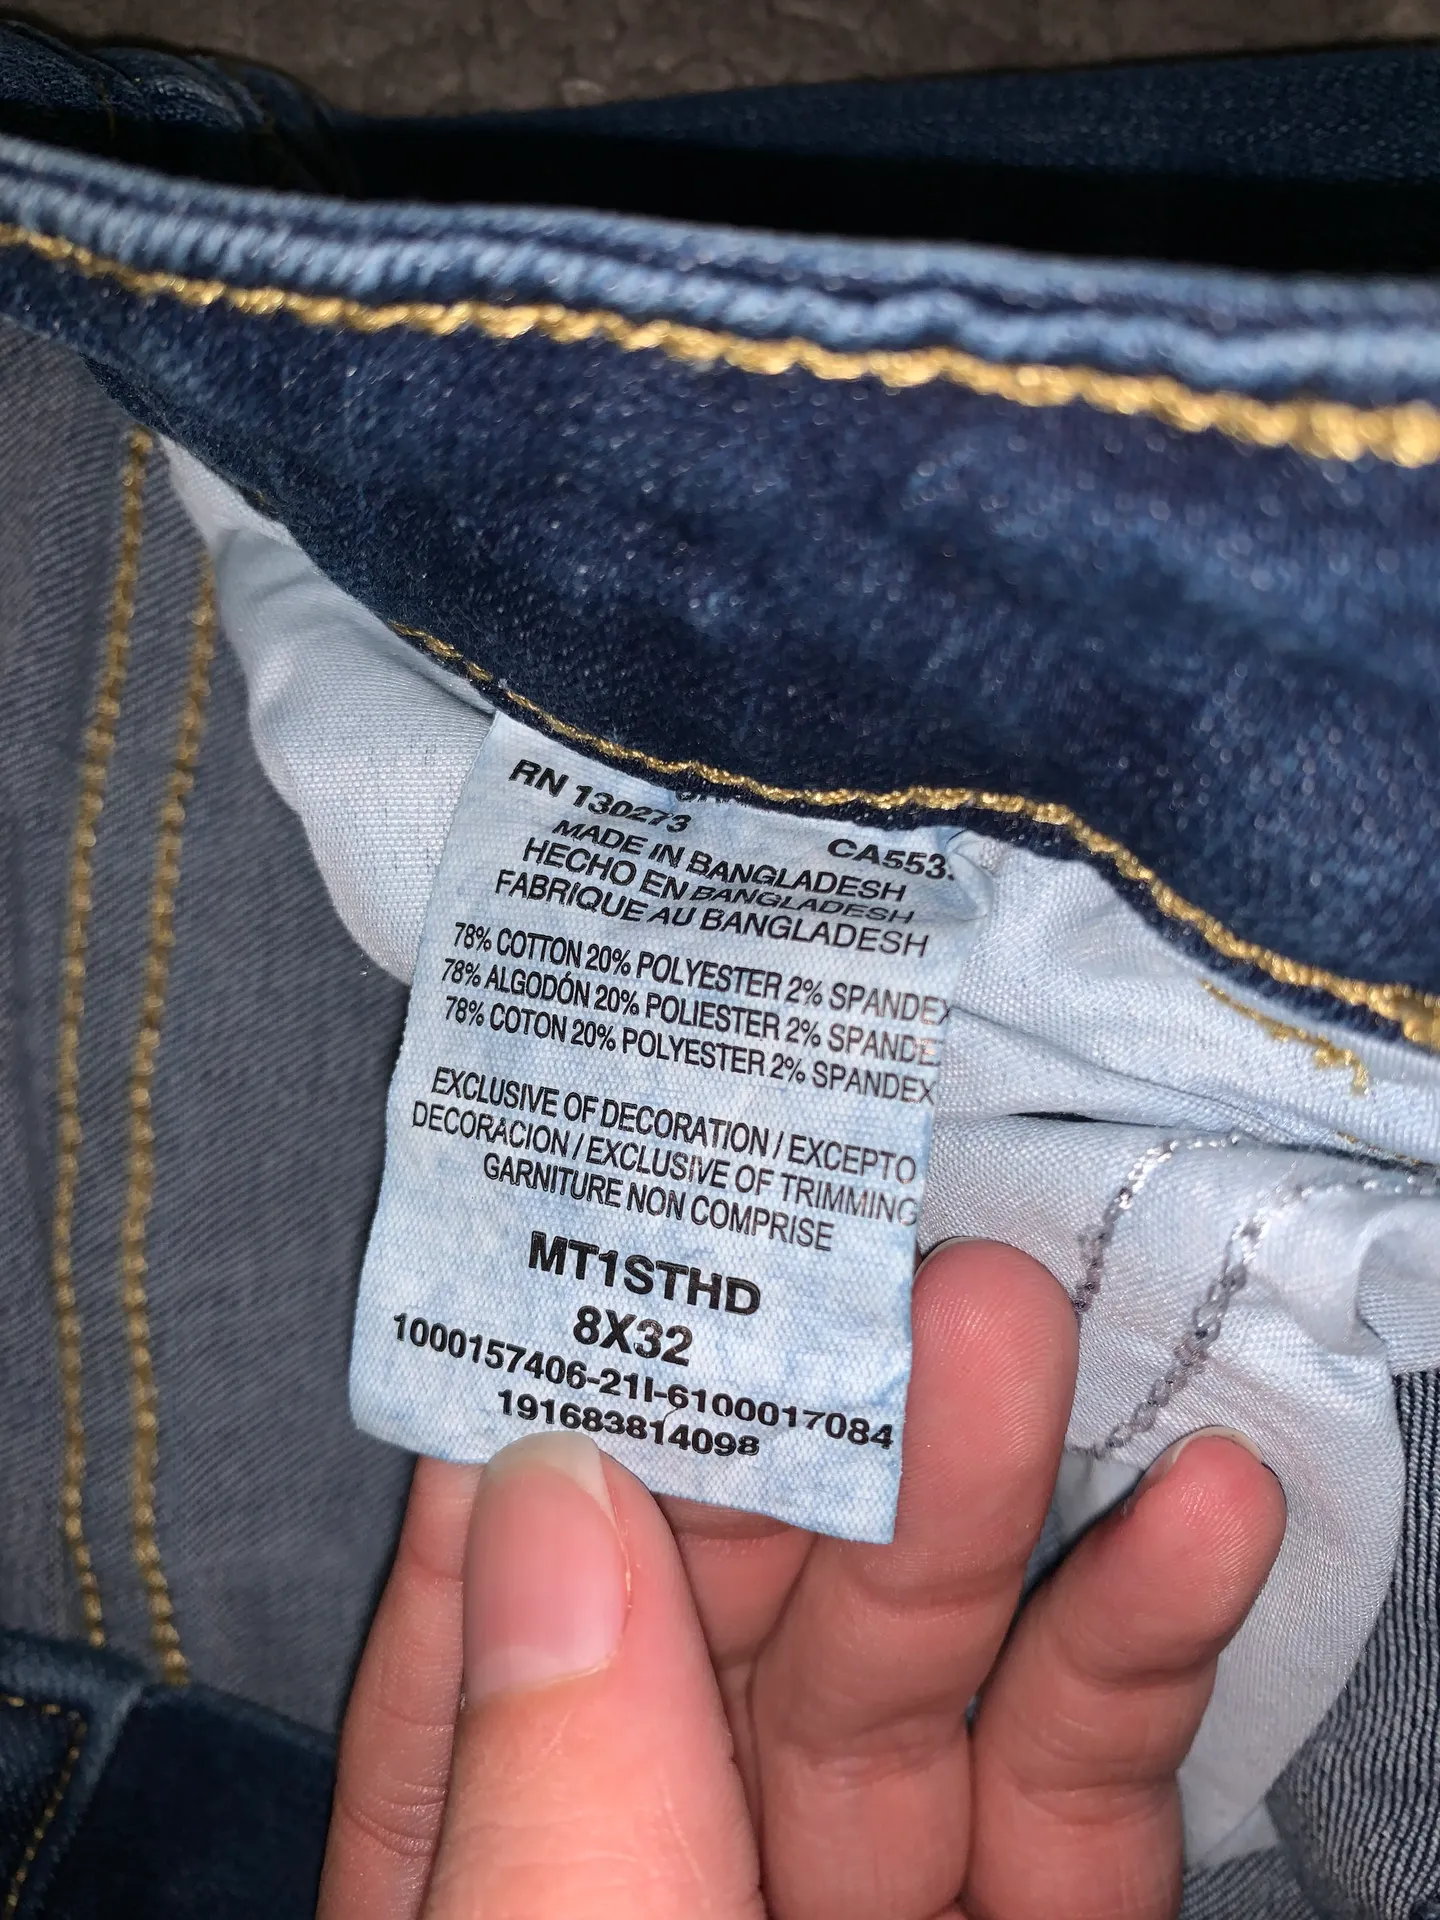 RN 130273
CA553
MADE IN BANGLADESH
HECHO EN BANGLADESH
FABRIQUE AU BANGLADESH
78% COTTON 20% POLYESTER 2% SPANDEX
78% ALGODÓN 20% POLIESTER 2% SPANDE
78% COTON 20% POLYESTER 2% SPANDEX
EXCLUSIVE OF DECORATION / EXCEPTO
DECORACION / EXCLUSIVE OF TRIMMING
GARNITURE NON COMPRISE
MT1STHD
8X32
1000157406-21I-6100017084
191683814098